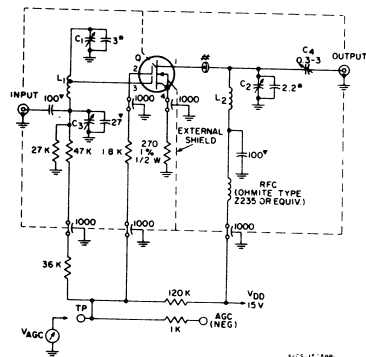 C1 3*
C4
0.3-3
OUTPUT
Q
2
3
4
L1
INPUT
100▼
C3 27▼
1000
1000
L2
C2 2.2*
27K
47K
1.8K
270
1%
1/2 W
EXTERNAL
SHIELD
100▼
RFC
(OHMITE TYPE
Z235 OR EQUIV.)
1000
1000
1000
36K
120K
VDD
15V
TP
1K
AGC
(NEG)
VAGC